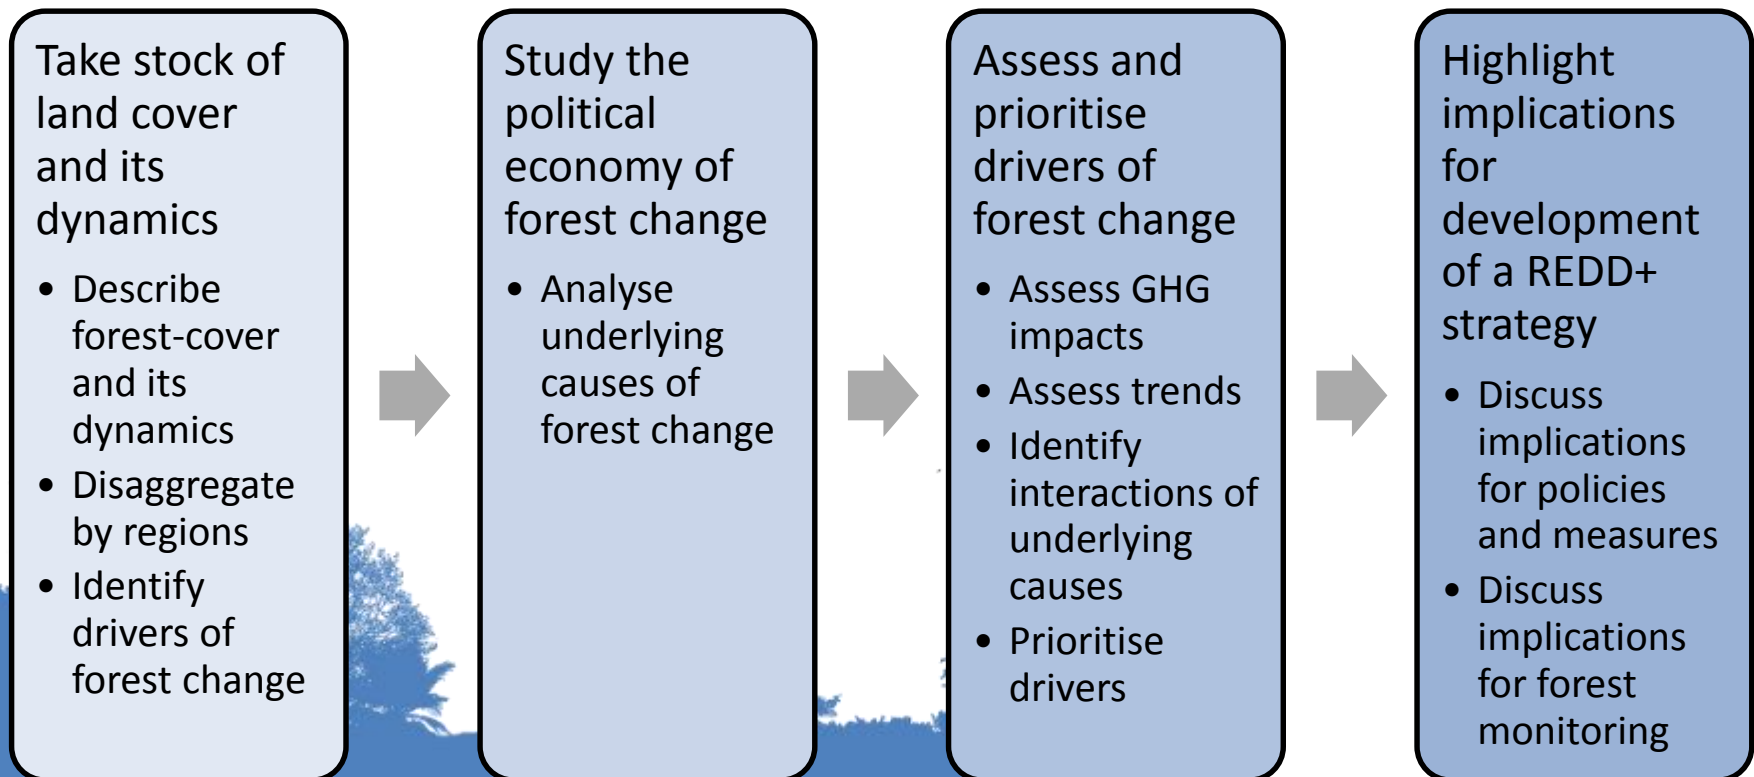 Take stock of
land cover
and its
dynamics
• Describe
forest-cover
and its
dynamics
• Disaggregate
by regions
• Identify
drivers of
forest change
Study the
political
economy of
forest change
• Analyse
underlying
causes of
forest change
Assess and
prioritise
drivers of
forest change
• Assess GHG
impacts
• Assess trends
• Identify
interactions of
underlying
causes
• Prioritise
drivers
Highlight
implications
for
development
of a REDD+
strategy
• Discuss
implications
for policies
and measures
• Discuss
implications
for forest
monitoring